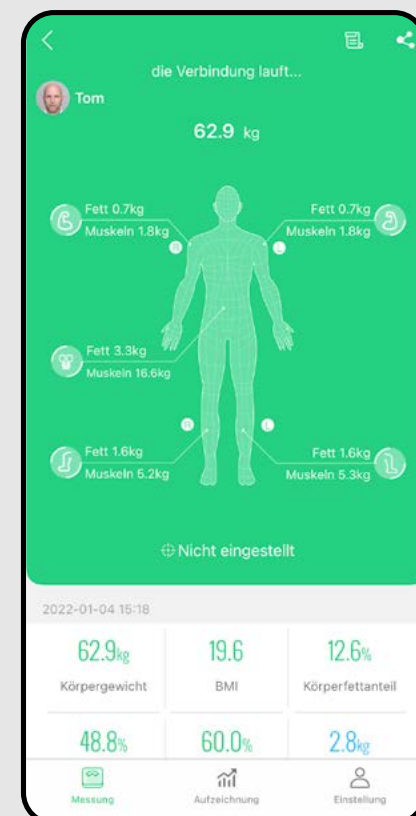 die Verbindung lauft...
Tom
62.9 kg
Fett 0.7kg
Muskeln 1.8kg
Fett 0.7kg
Muskeln 1.8kg
R
L
Fett 3.3kg
Muskeln 16.6kg
R
L
Fett 1.6kg
Muskeln 5.2kg
Fett 1.6kg
Muskeln 5.3kg
Nicht eingestellt
2022-01-04 15:18
62.9kg 19.6 12.6%
Körpergewicht BMI Körperfettanteil
48.8% 60.0% 2.8kg
Messung Aufzeichnung Einstellung